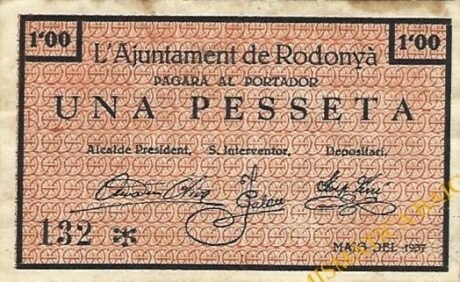 1'00 1'00
L'Ajuntament de Rodonyà
PAGARÀ AL PORTADOR
UNA PESSETA
Alcalde President, S. Interventor, Depositari,
132 *
MAIG DEL 1937